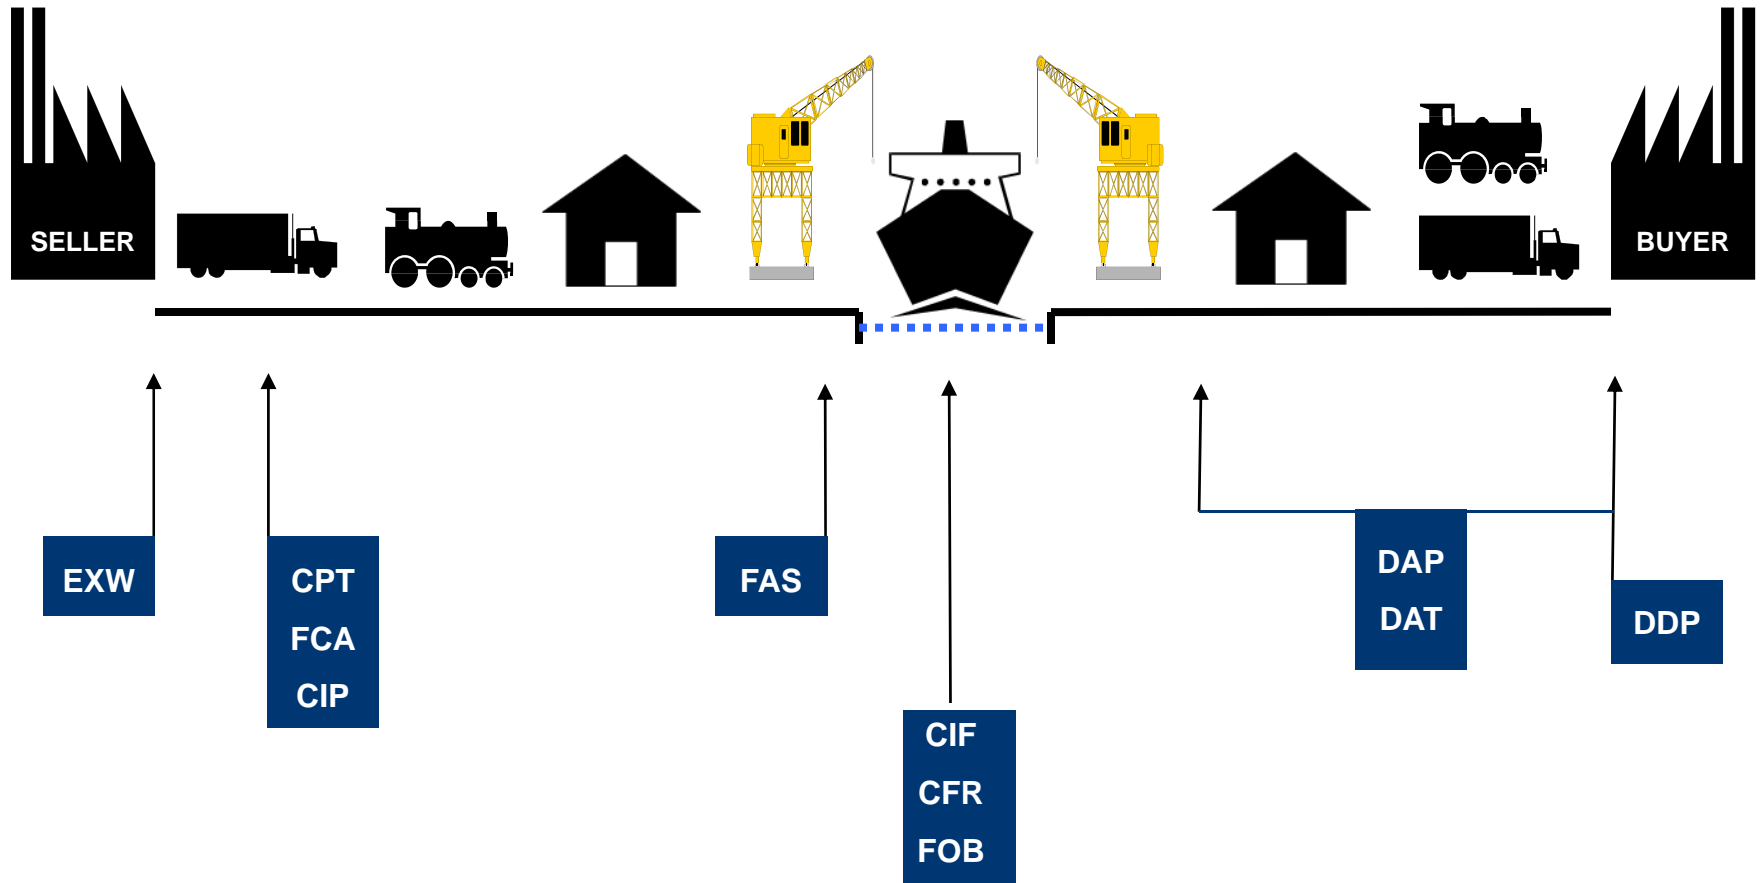 SELLER
BUYER
EXW
CPT
FCA
CIP
FAS
CIF
CFR
FOB
DAP
DAT
DDP